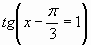 tg(x − π/3 = 1)